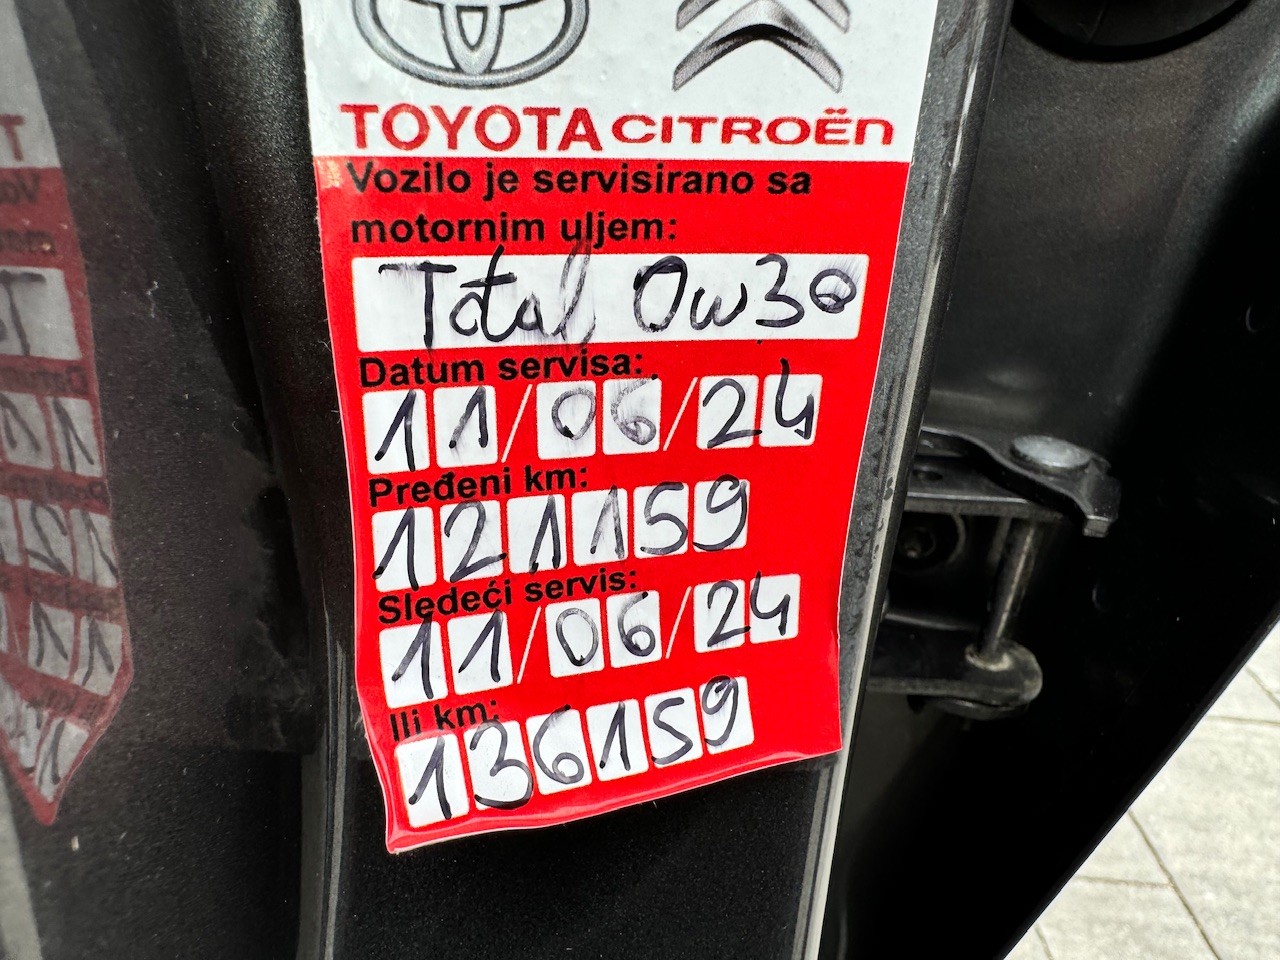 TOYOTA CITROËN
Vozilo je servisirano sa
motornim uljem:
Total 0w30
Datum servisa:
11/06/24
Pređeni km:
121159
Sledeći servis:
11/06/24
Ili km:
136159